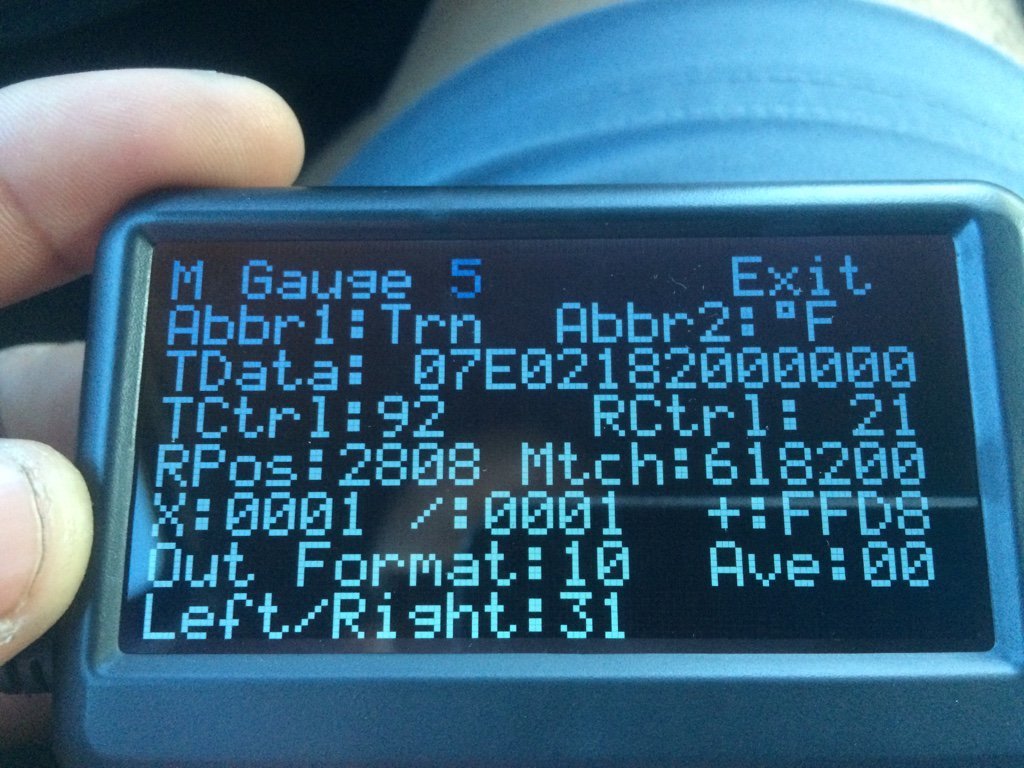 M Gauge 5 Exit
Abbr1:Trn Abbr2:°F
TData: 07E02182000000
TCtrl:92 RCtrl: 21
RPos:2808 Mtch:618200
X:0001 /:0001 +:FFD8
Out Format:10 Ave:00
Left/Right:31